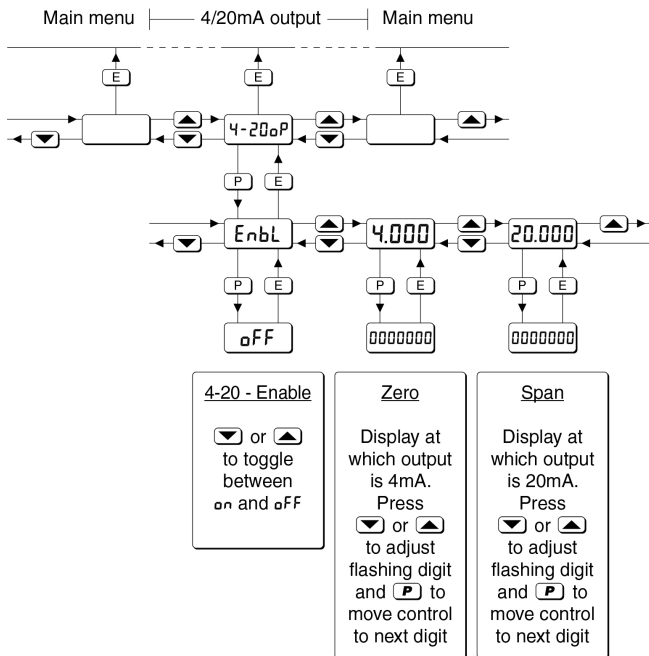 Main menu 4/20mA output Main menu
E E E
4-20oP
P E
EnbL 4.000 20.000
P E P E P E
oFF 0000000 0000000
4-20 - Enable
or
to toggle
between
on and oFF
Zero
Display at
which output
is 4mA.
Press
or
to adjust
flashing digit
and P to
move control
to next digit
Span
Display at
which output
is 20mA.
Press
or
to adjust
flashing digit
and P to
move control
to next digit